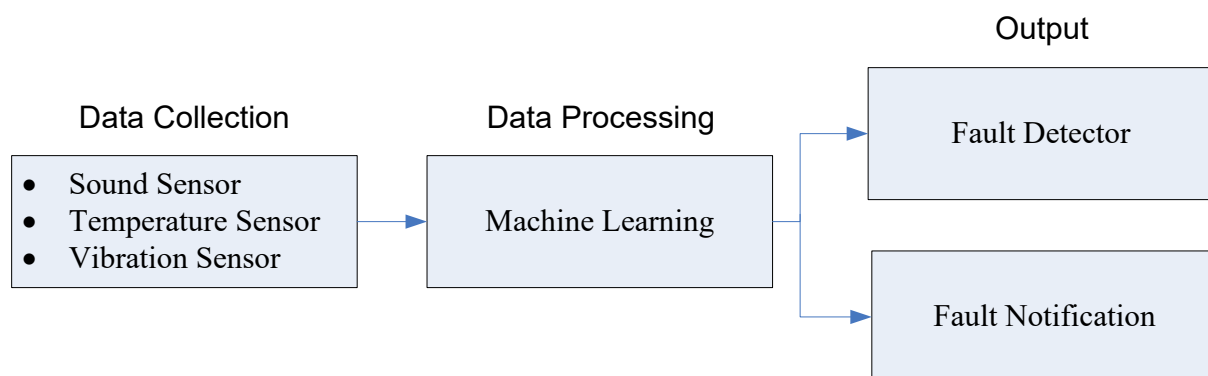 Output
Data Collection
Data Processing
Fault Detector
• Sound Sensor
• Temperature Sensor
• Vibration Sensor
Machine Learning
Fault Notification